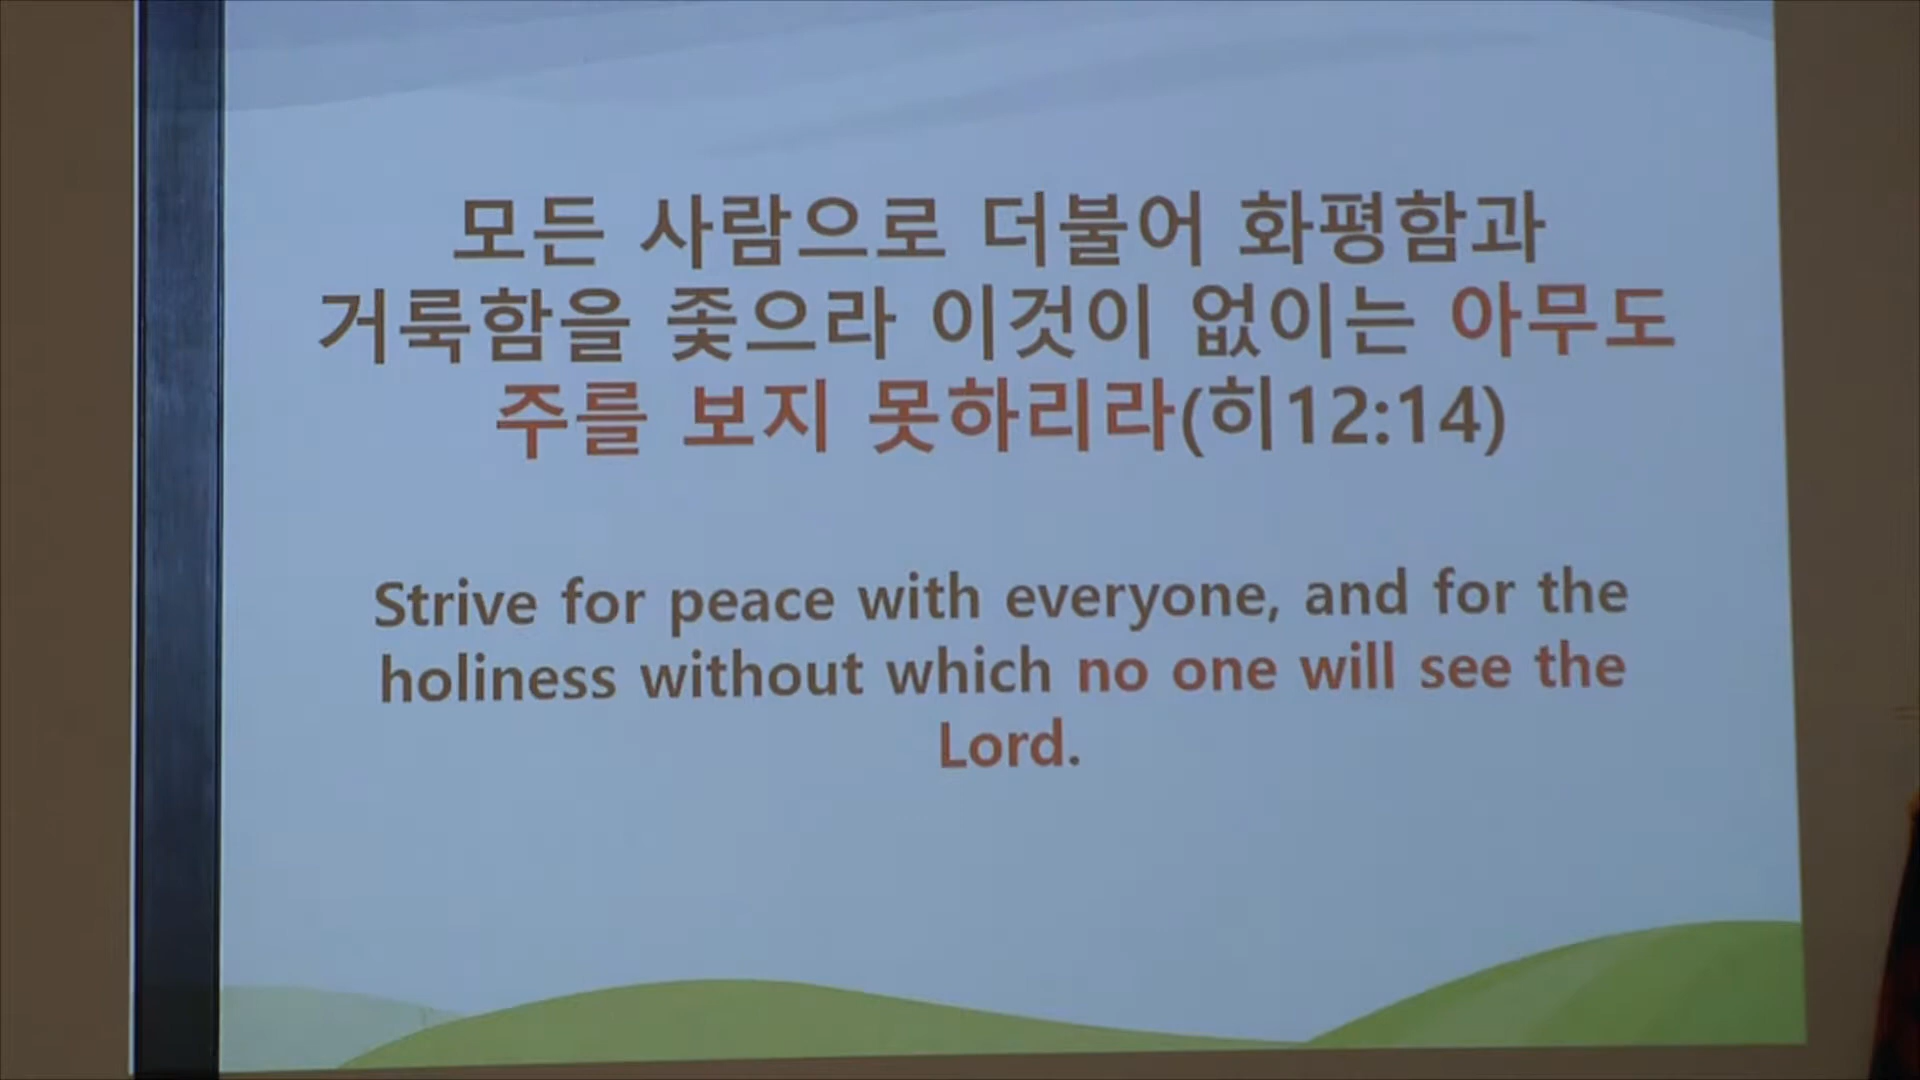 모든 사람으로 더불어 화평함과
거룩함을 좇으라 이것이 없이는 아무도
주를 보지 못하리라(히12:14)
Strive for peace with everyone, and for the
holiness without which no one will see the
Lord.